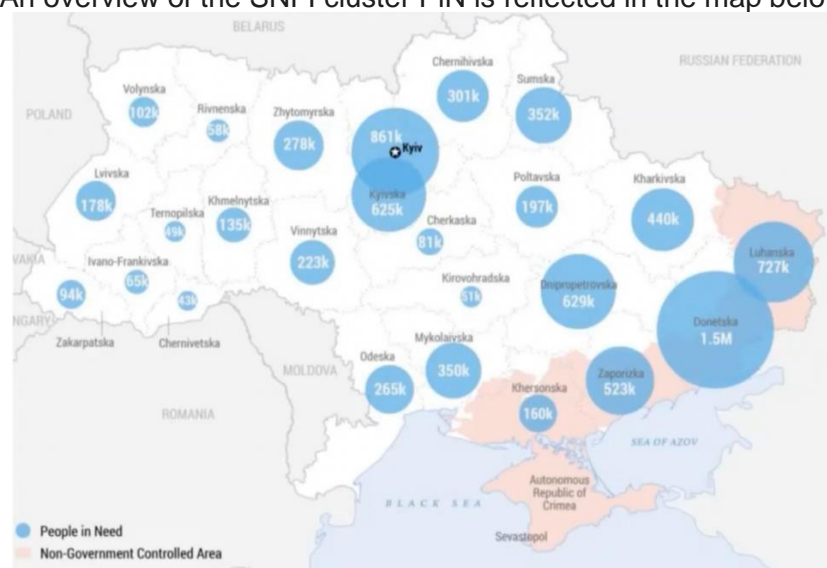 An overview of the SNFI cluster PIN is reflected in the map below
BELARUS
RUSSIAN FEDERATION
POLAND
Chernihivska
301k
Sumska
352k
Volynska
102k
Rivnenska
58k
Zhytomyrska
278k
861k
Kyiv
Kyivska
625k
Lvivska
178k
Ternopilska
49k
Khmelnytska
135k
Vinnytska
223k
Cherkaska
81k
Poltavska
197k
Kharkivska
440k
Luhanska
727k
VAKIA
Ivano-Frankivska
65k
94k
43k
NGARY
Zakarpatska
Chernivetska
Kirovohradska
51k
Dnipropetrovska
629k
Donetska
1.5M
MOLDOVA
Odeska
265k
Mykolaivska
350k
Khersonska
160k
Zaporizka
523k
ROMANIA
SEA OF AZOV
BLACK SEA
Autonomous
Republic of
Crimea
Sevastopol
People in Need
Non-Government Controlled Area